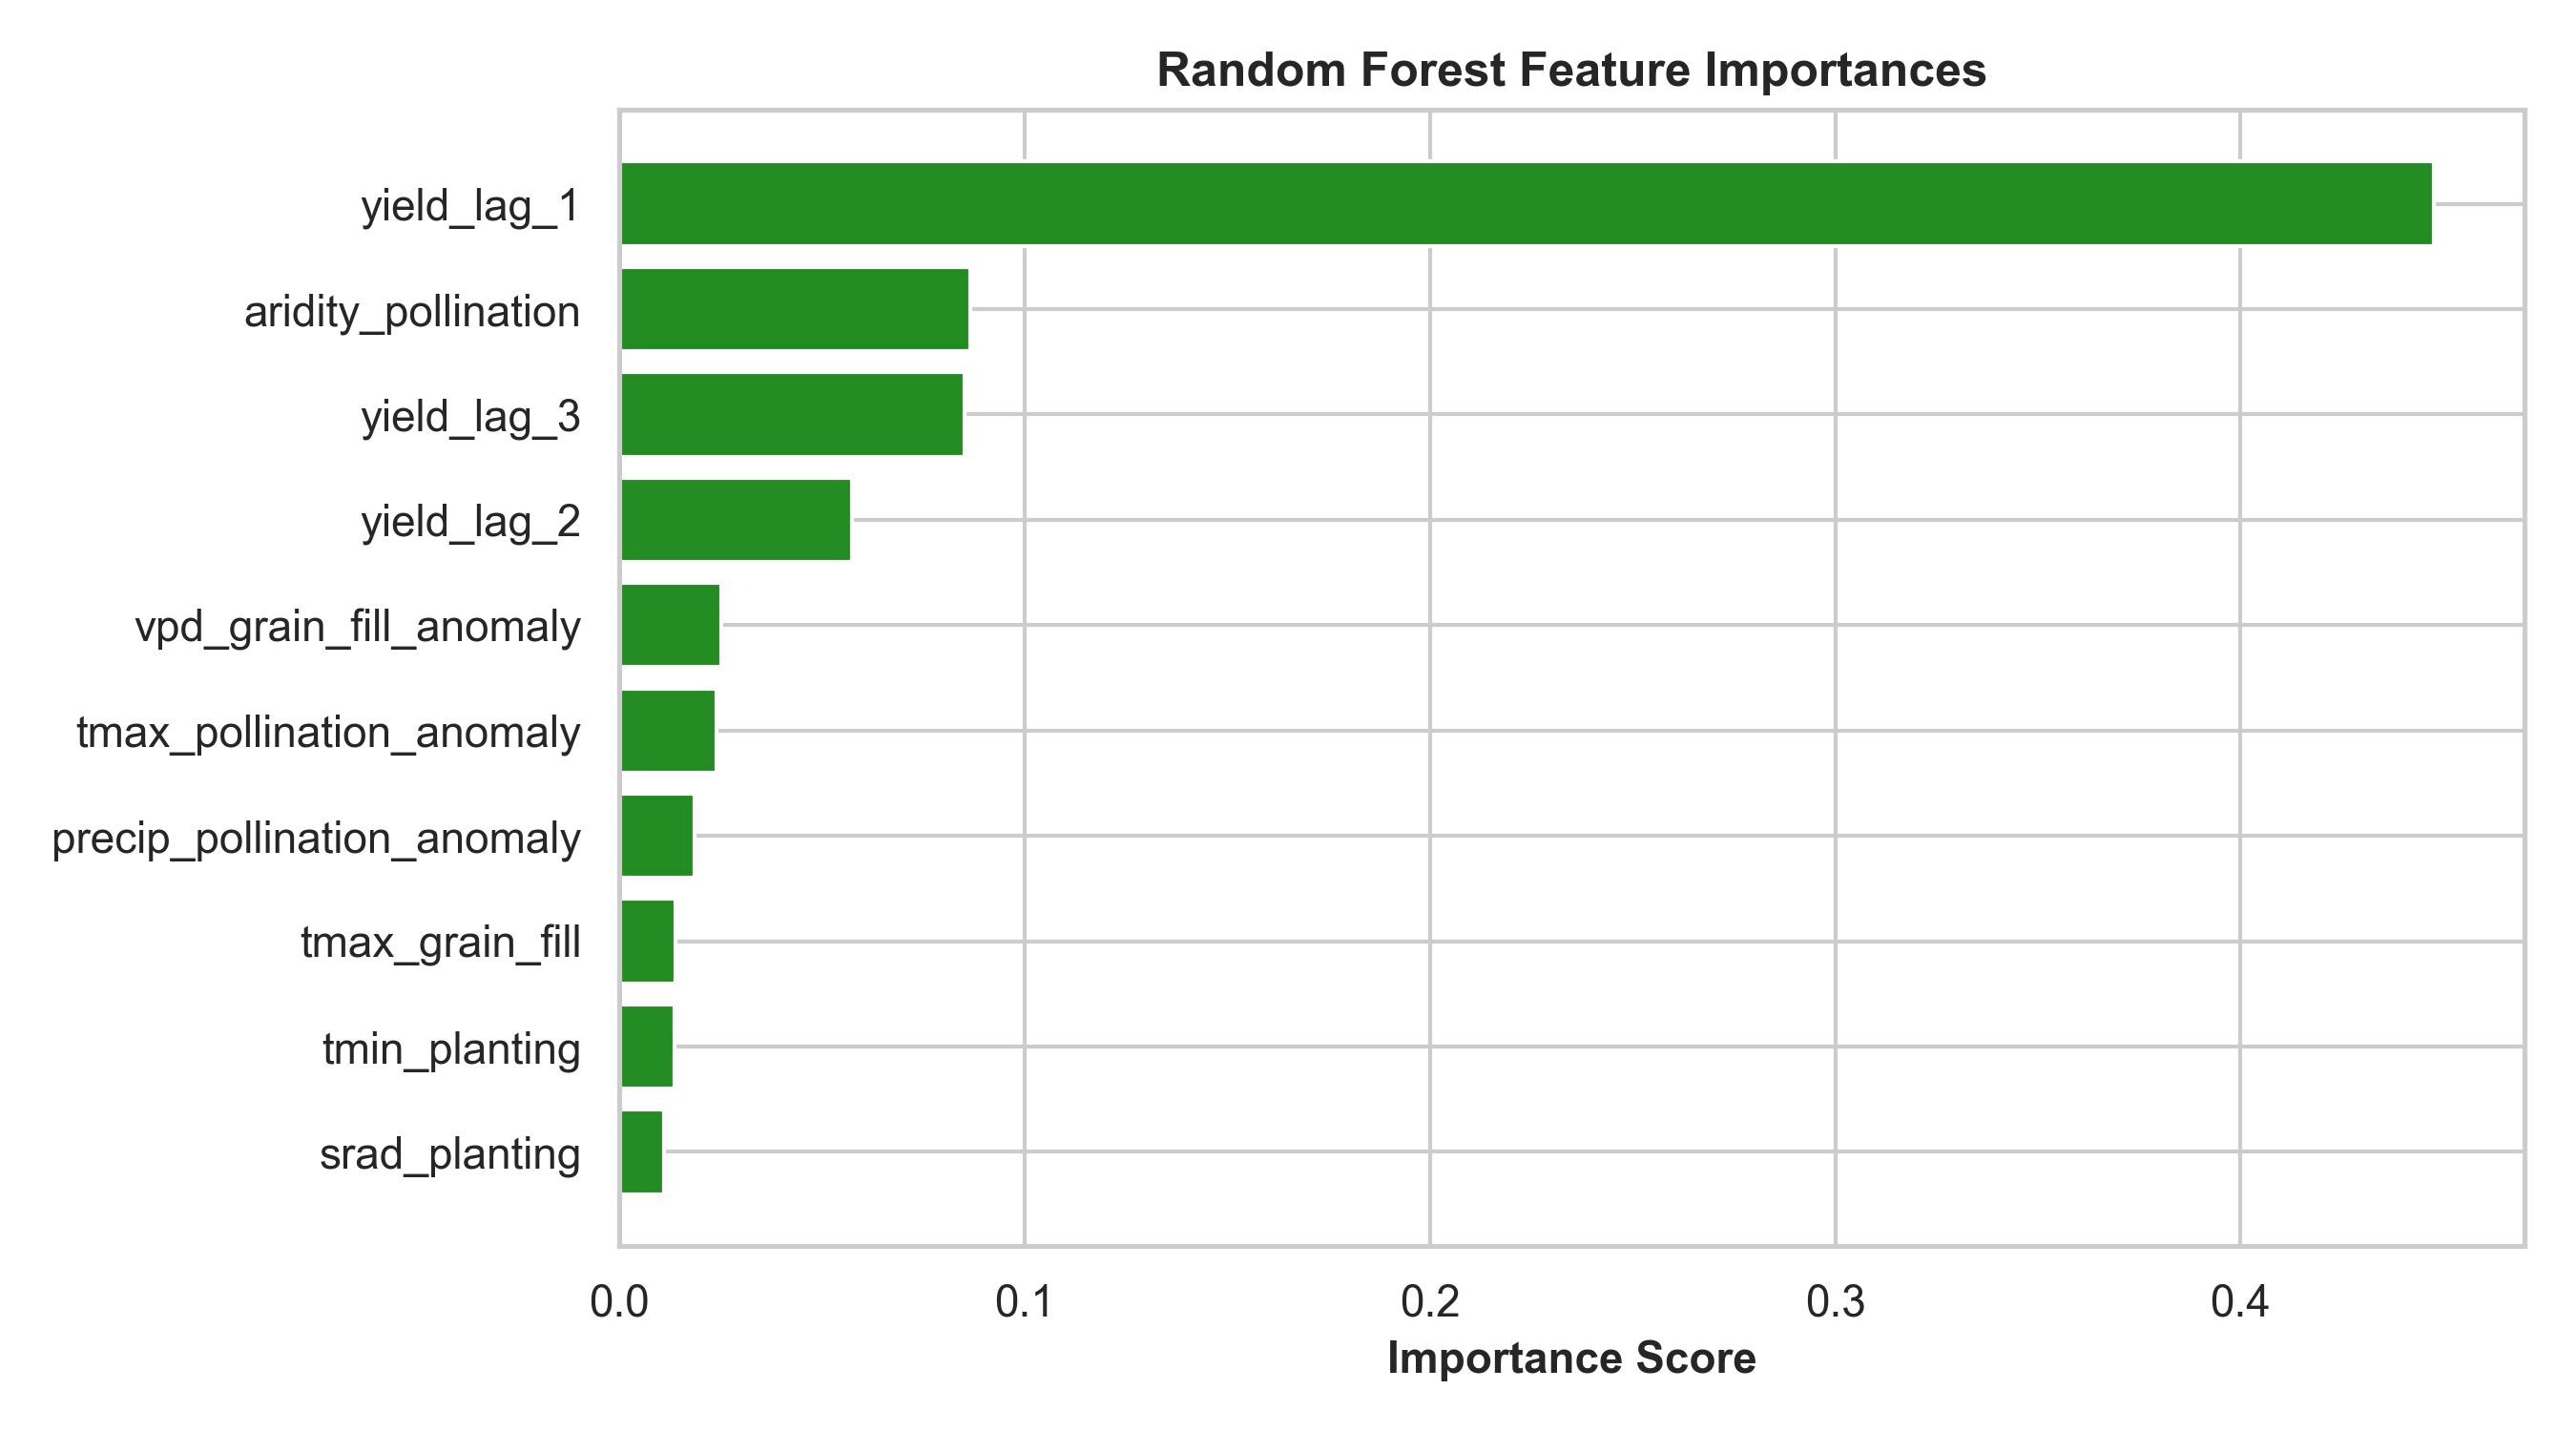 Random Forest Feature Importances
yield_lag_1
aridity_pollination
yield_lag_3
yield_lag_2
vpd_grain_fill_anomaly
tmax_pollination_anomaly
precip_pollination_anomaly
tmax_grain_fill
tmin_planting
srad_planting
0.0 0.1 0.2 0.3 0.4
Importance Score